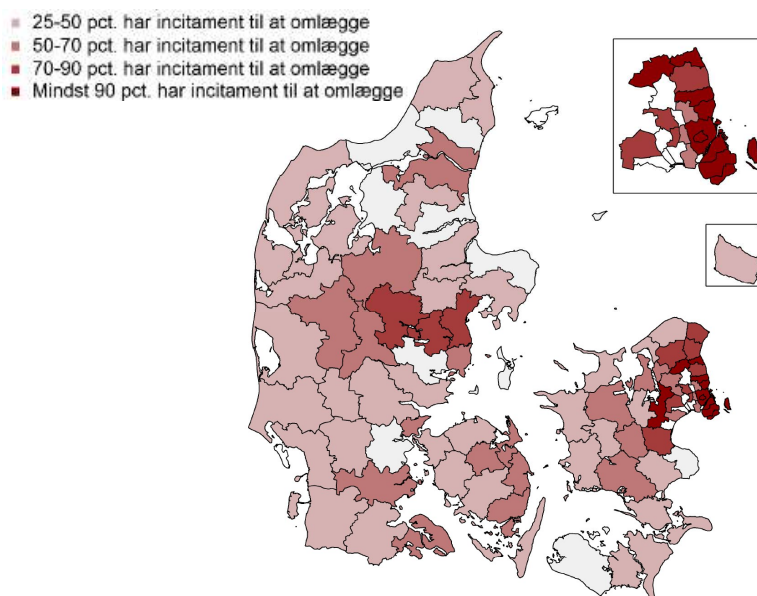 25-50 pct. har incitament til at omlægge
50-70 pct. har incitament til at omlægge
70-90 pct. har incitament til at omlægge
Mindst 90 pct. har incitament til at omlægge